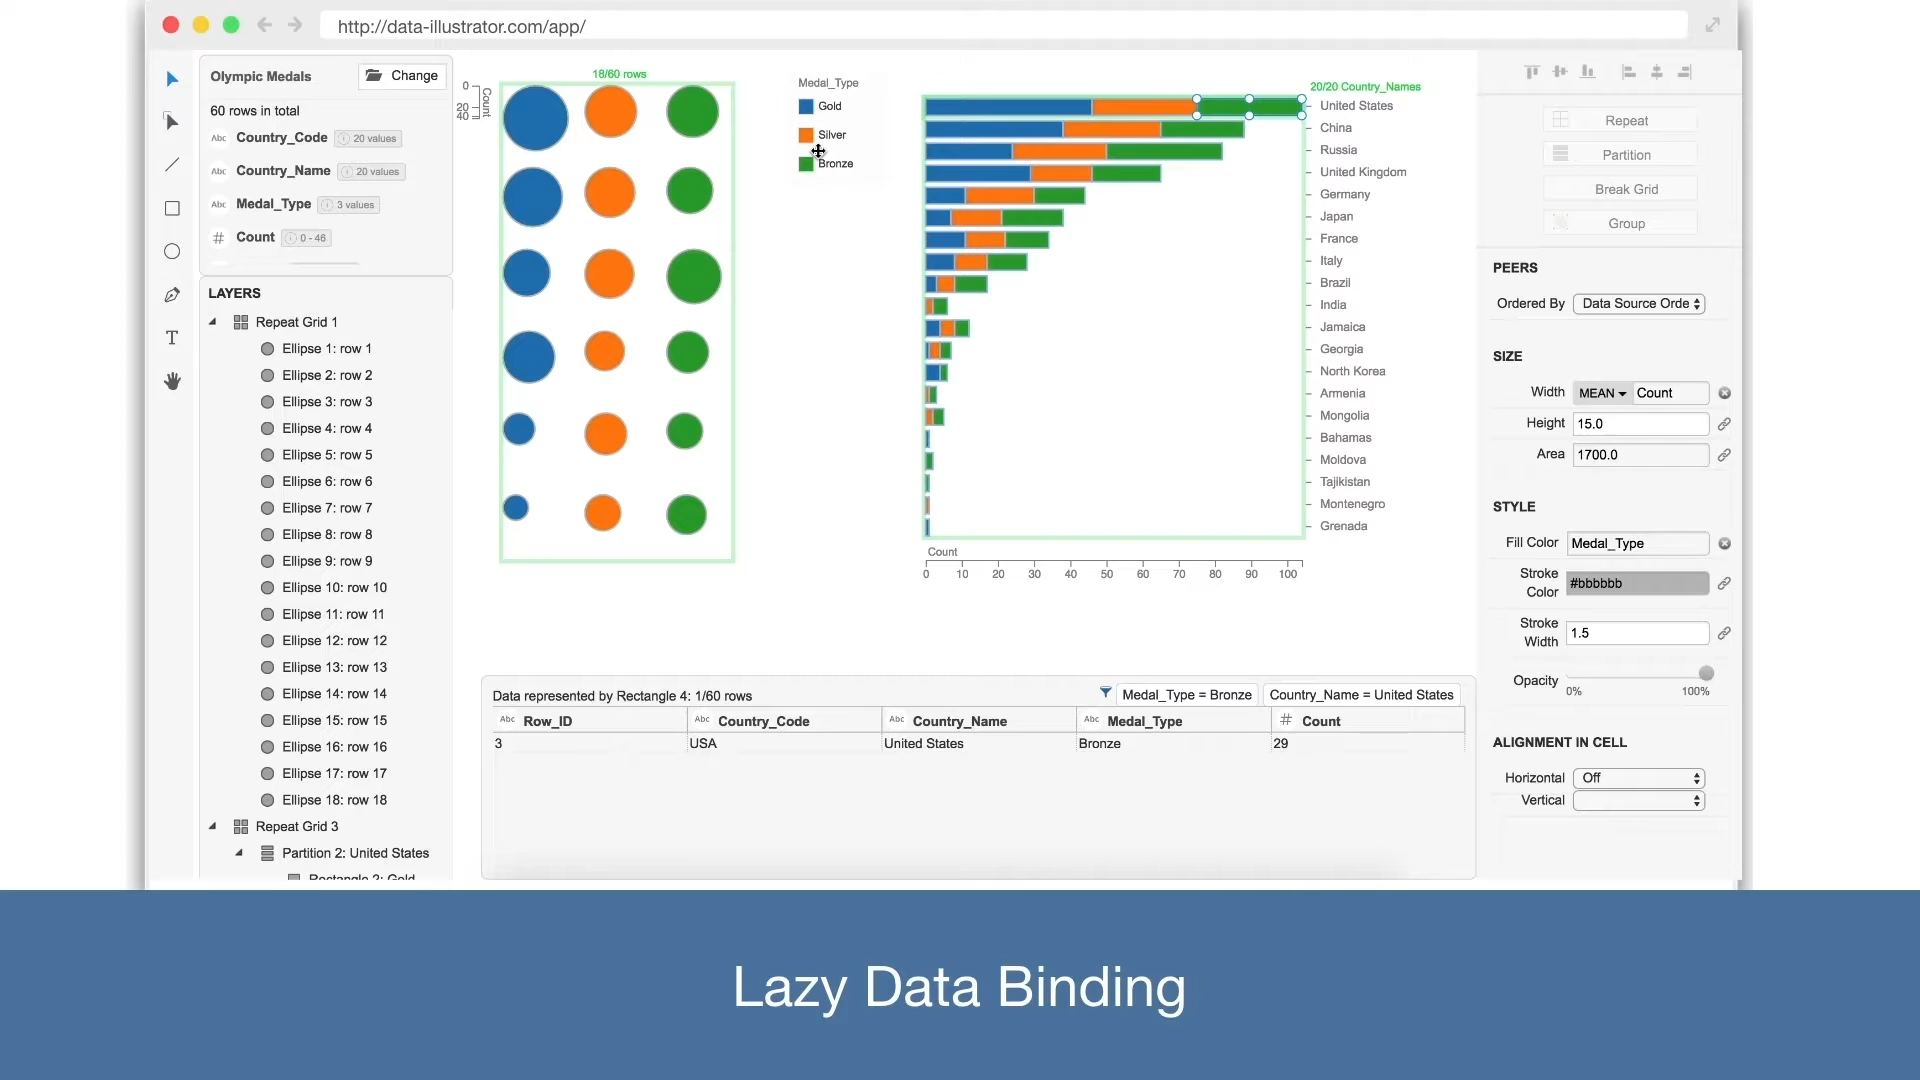 http://data-illustrator.com/app/
Olympic Medals
Change
60 rows in total
Abc Country_Code 20 values
Abc Country_Name 20 values
Abc Medal_Type 3 values
# Count 0 - 46
LAYERS
Repeat Grid 1
Ellipse 1: row 1
Ellipse 2: row 2
Ellipse 3: row 3
Ellipse 4: row 4
Ellipse 5: row 5
Ellipse 6: row 6
Ellipse 7: row 7
Ellipse 8: row 8
Ellipse 9: row 9
Ellipse 10: row 10
Ellipse 11: row 11
Ellipse 12: row 12
Ellipse 13: row 13
Ellipse 14: row 14
Ellipse 15: row 15
Ellipse 16: row 16
Ellipse 17: row 17
Ellipse 18: row 18
Repeat Grid 3
Partition 2: United States
Rectangle 2: Gold
T
18/60 rows
0
20
40
Count
Medal_Type
Gold
Silver
Bronze
20/20 Country_Names
United States
China
Russia
United Kingdom
Germany
Japan
France
Italy
Brazil
India
Jamaica
Georgia
North Korea
Armenia
Mongolia
Bahamas
Moldova
Tajikistan
Montenegro
Grenada
Count
0 10 20 30 40 50 60 70 80 90 100
Data represented by Rectangle 4: 1/60 rows
Medal_Type = Bronze
Country_Name = United States
Abc Row_ID Abc Country_Code Abc Country_Name Abc Medal_Type # Count
3 USA United States Bronze 29
Repeat
Partition
Break Grid
Group
PEERS
Ordered By Data Source Orde
SIZE
Width MEAN Count
Height 15.0
Area 1700.0
STYLE
Fill Color Medal_Type
Stroke Color #bbbbbb
Stroke Width 1.5
Opacity
0% 100%
ALIGNMENT IN CELL
Horizontal Off
Vertical
Lazy Data Binding